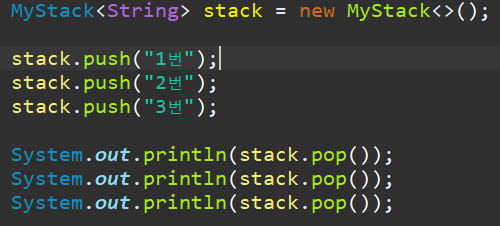 MyStack<String> stack = new MyStack<>();
stack.push("1번");
stack.push("2번");
stack.push("3번");
System.out.println(stack.pop());
System.out.println(stack.pop());
System.out.println(stack.pop());